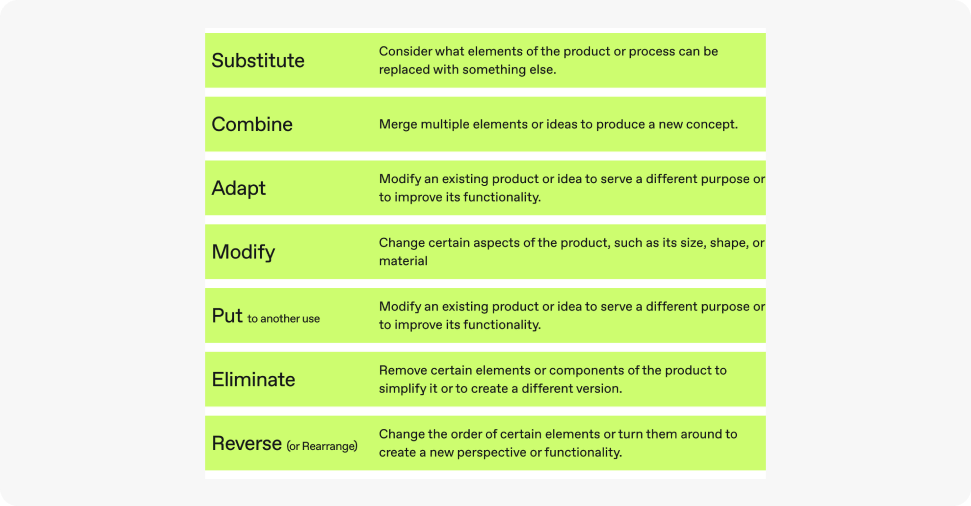 Substitute
Consider what elements of the product or process can be
replaced with something else.
Combine
Merge multiple elements or ideas to produce a new concept.
Adapt
Modify an existing product or idea to serve a different purpose or
to improve its functionality.
Modify
Change certain aspects of the product, such as its size, shape, or
material
Put to another use
Modify an existing product or idea to serve a different purpose or
to improve its functionality.
Eliminate
Remove certain elements or components of the product to
simplify it or to create a different version.
Reverse (or Rearrange)
Change the order of certain elements or turn them around to
create a new perspective or functionality.